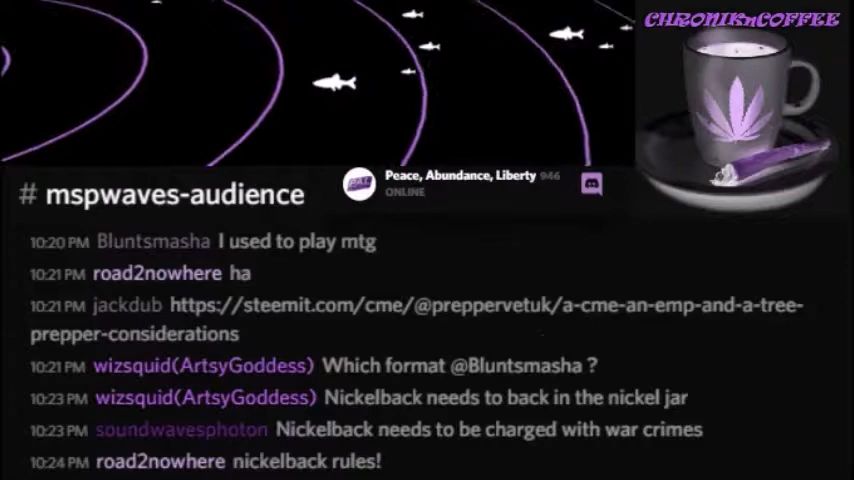 CHRONIKnCOFFEE
# mspwaves-audience
Peace, Abundance, Liberty 946
ONLINE
10:20 PM Bluntsmasha I used to play mtg
10:21 PM road2nowhere ha
10:21 PM jackdub https://steemit.com/cme/@preppervetuk/a-cme-an-emp-and-a-tree-
prepper-considerations
10:21 PM wizsquid(ArtsyGoddess) Which format @Bluntsmasha ?
10:23 PM wizsquid(ArtsyGoddess) Nickelback needs to back in the nickel jar
10:23 PM soundwavesphoton Nickelback needs to be charged with war crimes
10:24 PM road2nowhere nickelback rules!